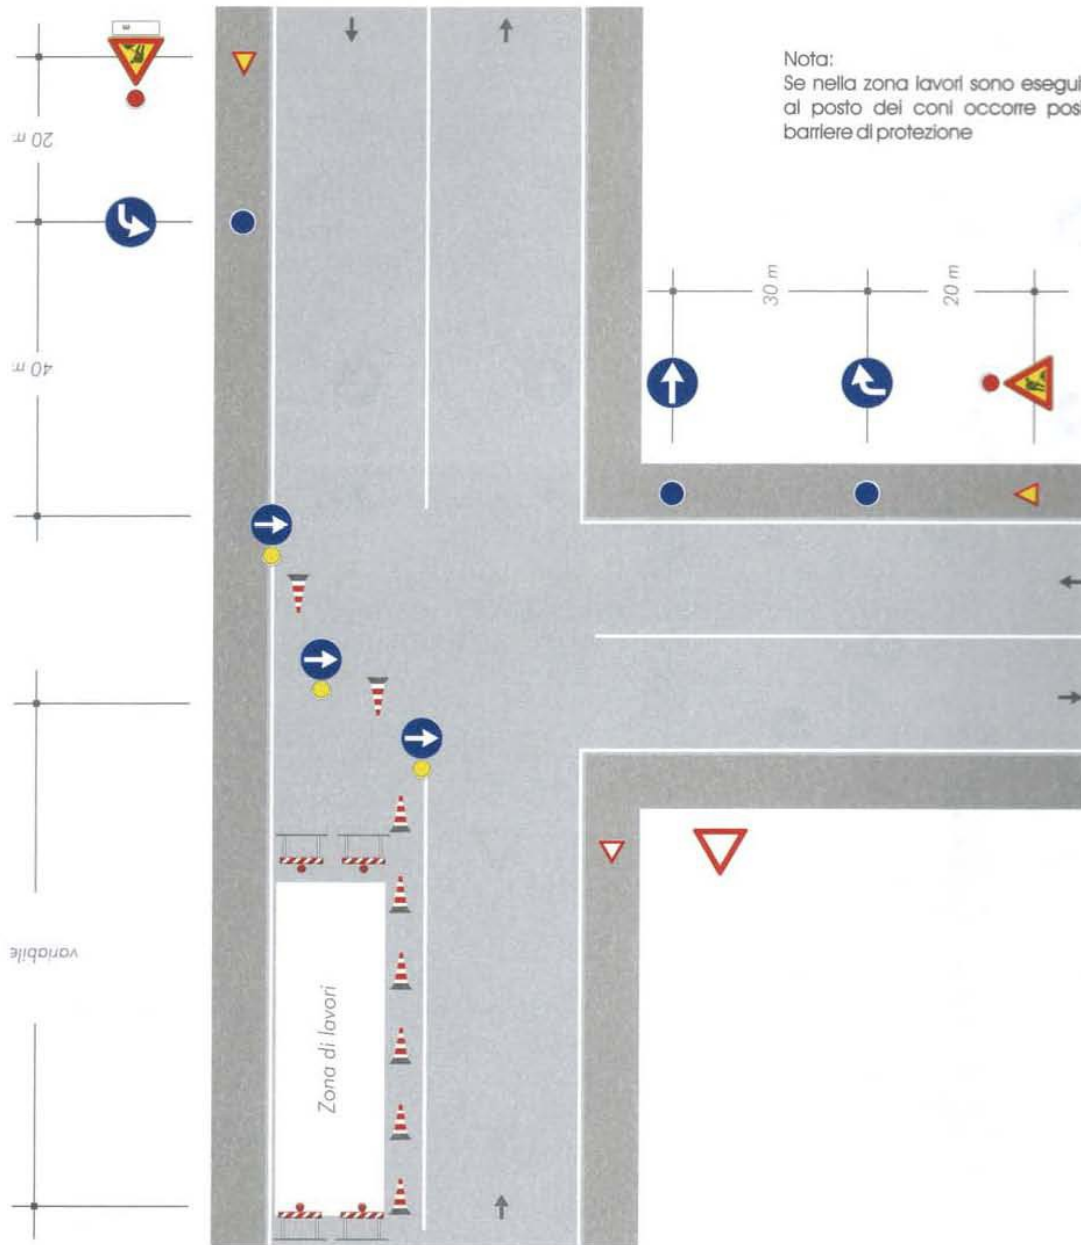 m
20 m
40 m
variabile
Nota:
Se nella zona lavori sono esegui
al posto dei coni occorre pos
barriere di protezione
30 m
20 m
Zona di lavori